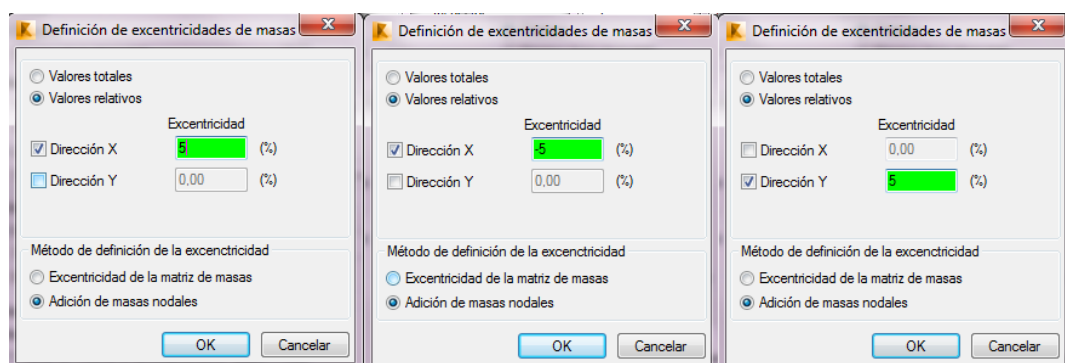 Definición de excentricidades de masas
Valores totales
Valores relativos
Excentricidad
Dirección X 5 (%)
Dirección Y 0,00 (%)
Método de definición de la excenctricidad
Excentricidad de la matriz de masas
Adición de masas nodales
OK Cancelar
Definición de excentricidades de masas
Valores totales
Valores relativos
Excentricidad
Dirección X -5 (%)
Dirección Y 0,00 (%)
Método de definición de la excenctricidad
Excentricidad de la matriz de masas
Adición de masas nodales
OK Cancelar
Definición de excentricidades de masas
Valores totales
Valores relativos
Excentricidad
Dirección X 0,00 (%)
Dirección Y 5 (%)
Método de definición de la excenctricidad
Excentricidad de la matriz de masas
Adición de masas nodales
OK Cancelar